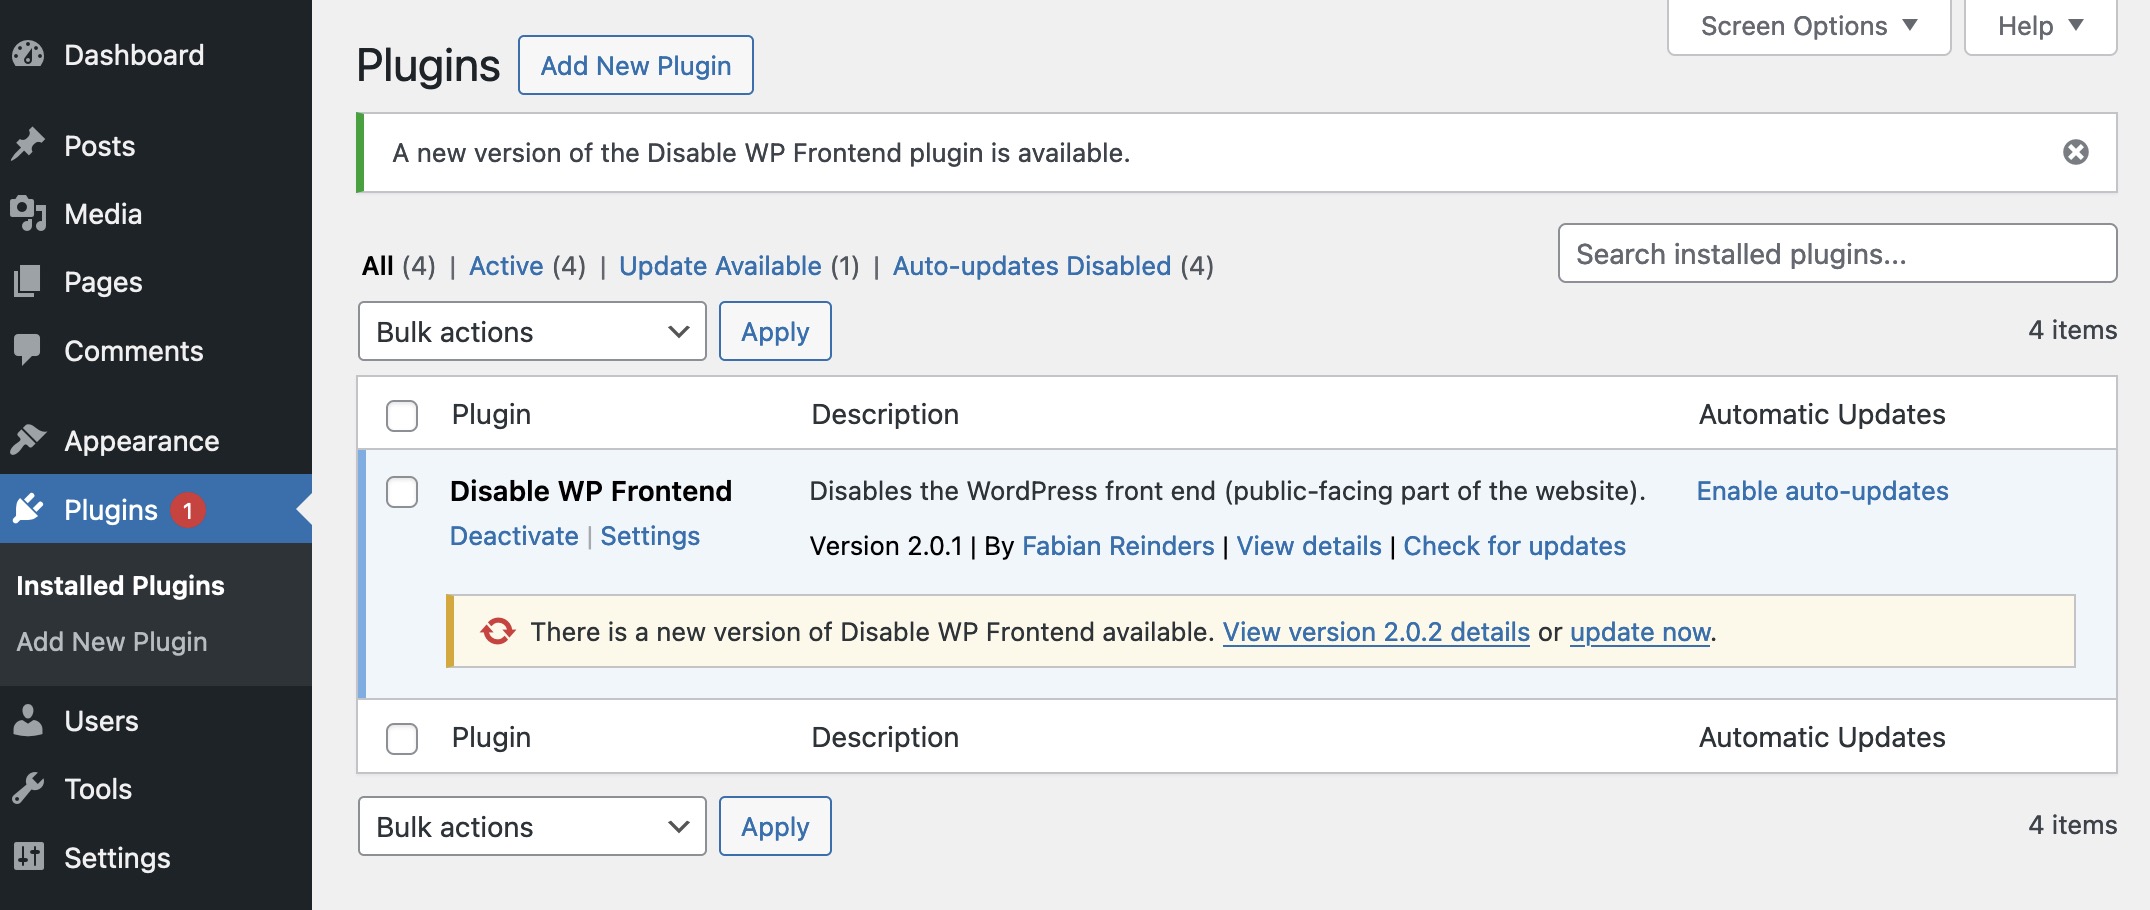 Dashboard
Posts
Media
Pages
Comments
Appearance
Plugins 1
Installed Plugins
Add New Plugin
Users
Tools
Settings
Screen Options ▼
Help ▼
Plugins
Add New Plugin
A new version of the Disable WP Frontend plugin is available.
All (4) | Active (4) | Update Available (1) | Auto-updates Disabled (4)
Search installed plugins...
Bulk actions
Apply
4 items
Plugin Description Automatic Updates
Disable WP Frontend
Deactivate | Settings
Disables the WordPress front end (public-facing part of the website).
Version 2.0.1 | By Fabian Reinders | View details | Check for updates
Enable auto-updates
There is a new version of Disable WP Frontend available. View version 2.0.2 details or update now.
Plugin Description Automatic Updates
Bulk actions
Apply
4 items